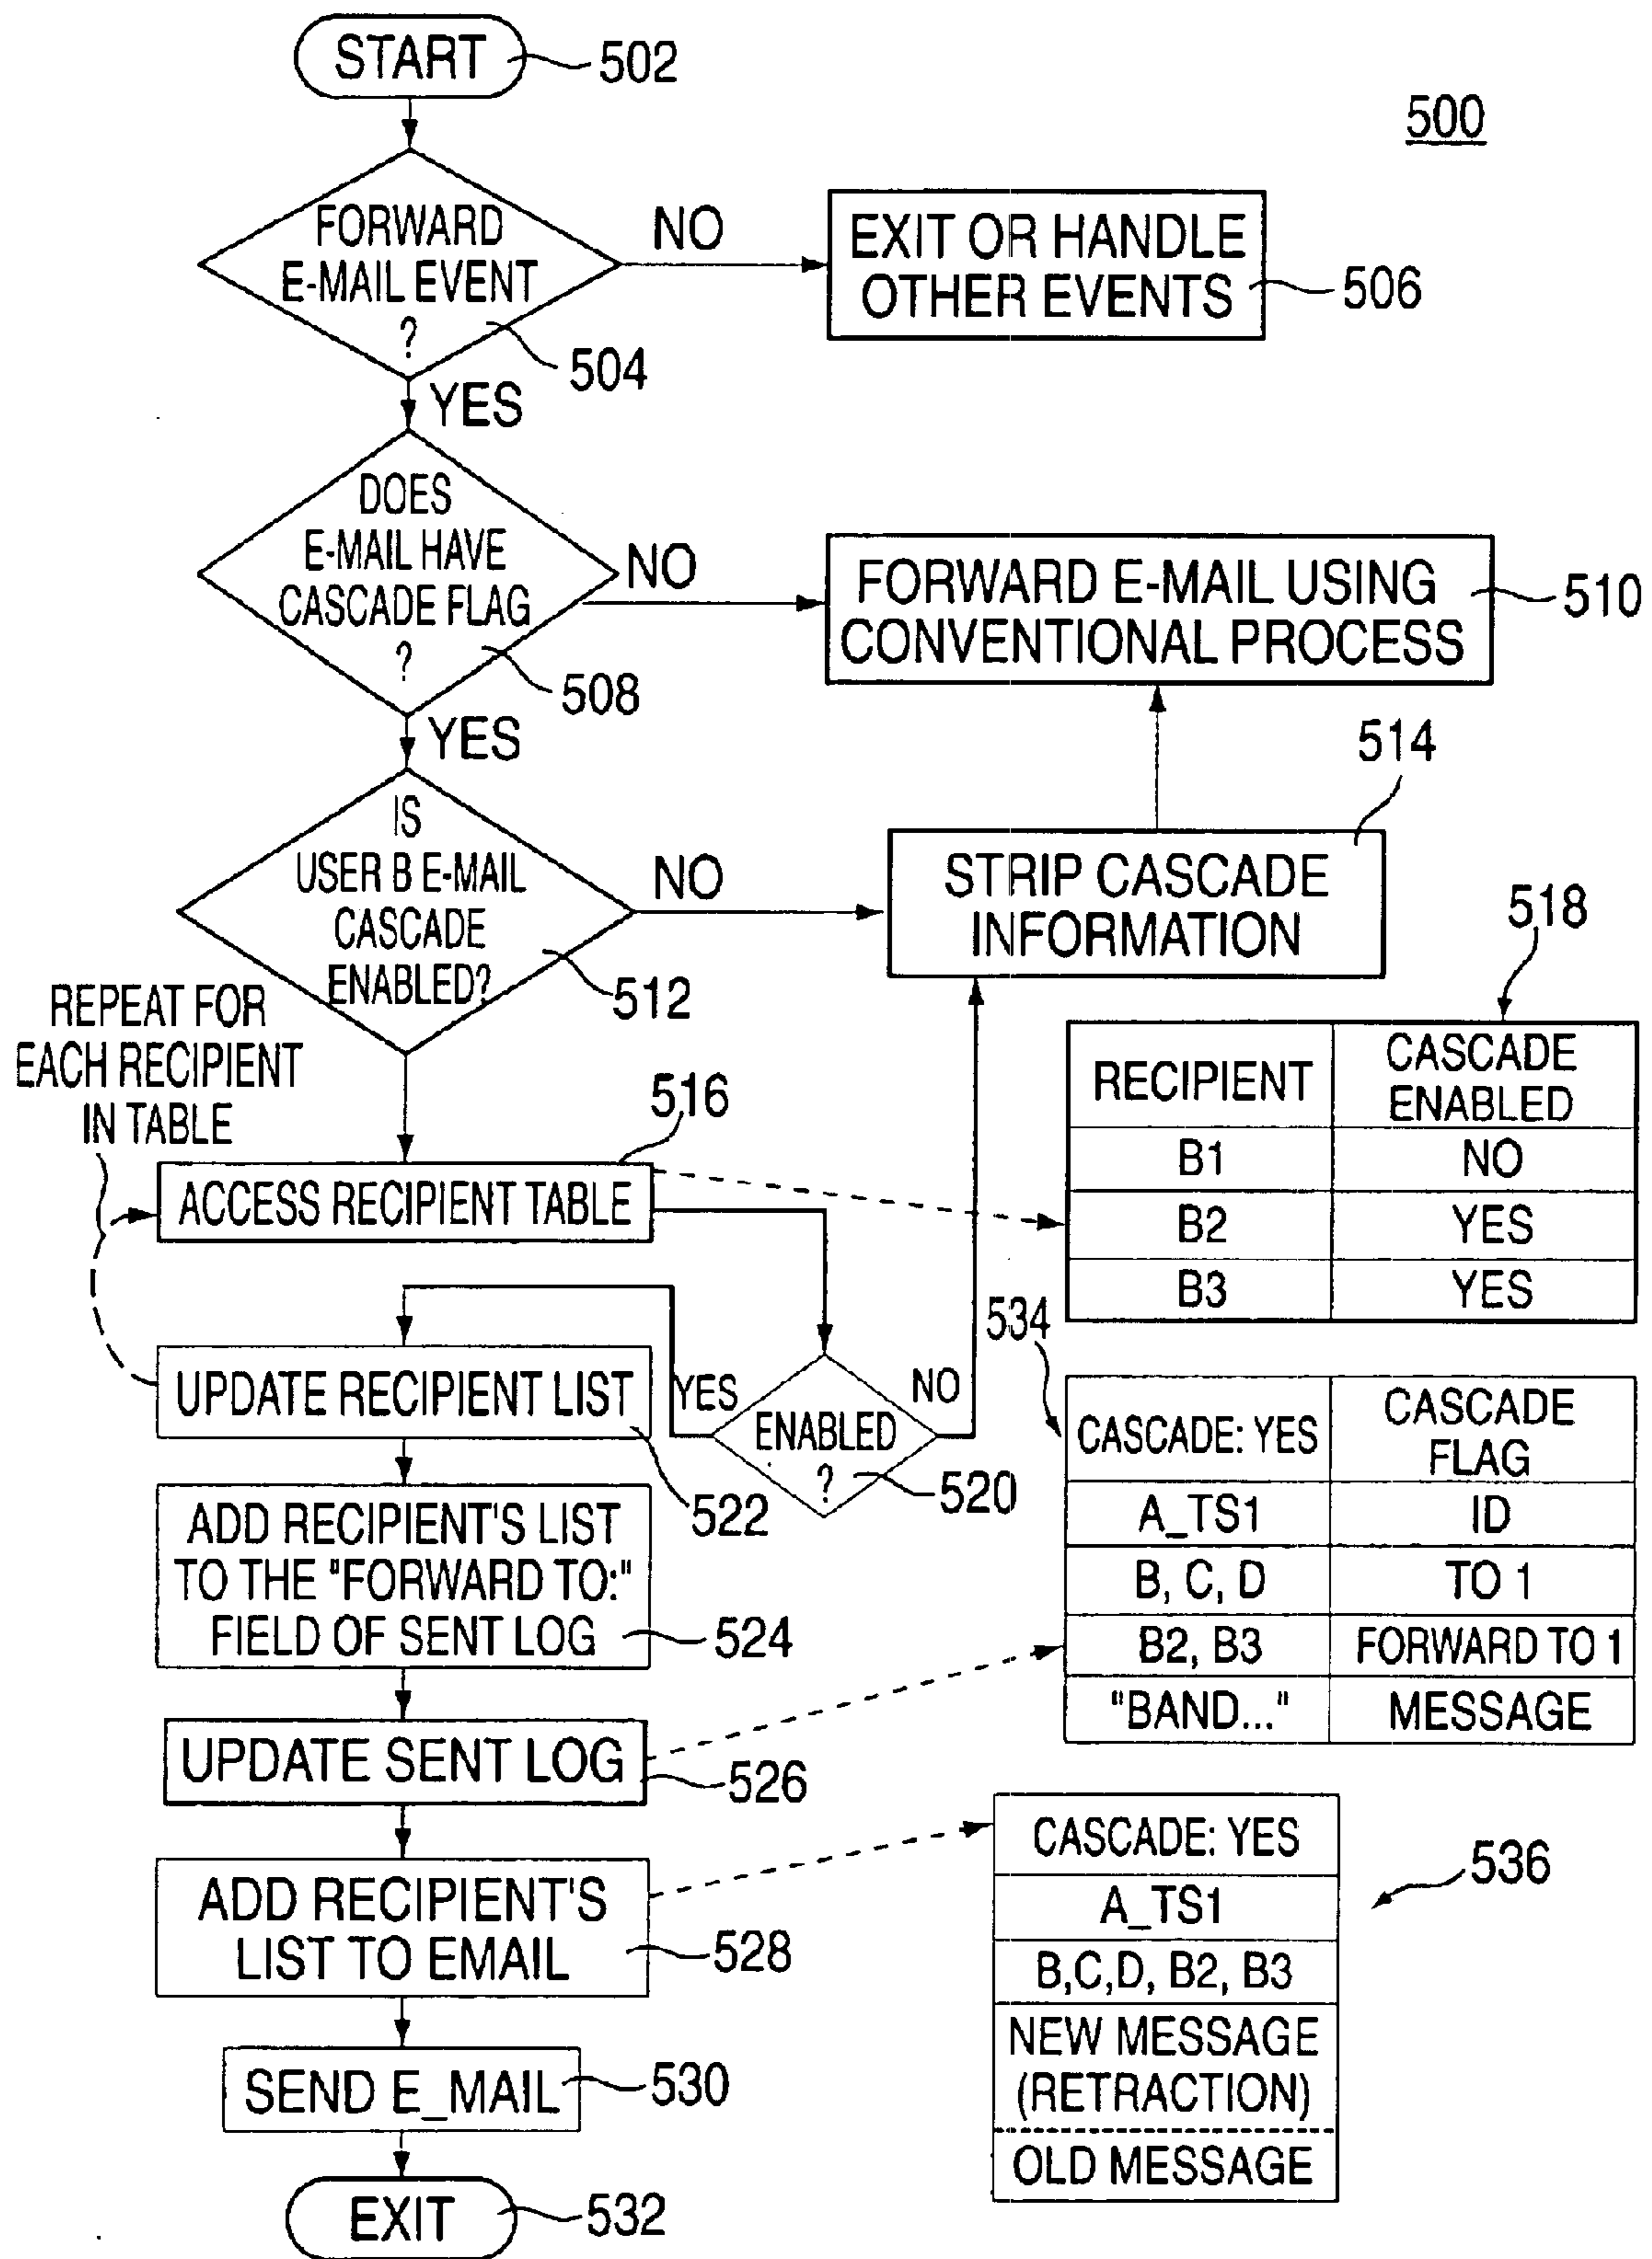 START
502
500
FORWARD
E-MAIL EVENT
?
504
NO
EXIT OR HANDLE
OTHER EVENTS
506
YES
DOES
E-MAIL HAVE
CASCADE FLAG
?
508
NO
FORWARD E-MAIL USING
CONVENTIONAL PROCESS
510
YES
IS
USER B E-MAIL
CASCADE
ENABLED?
512
NO
STRIP CASCADE
INFORMATION
514
REPEAT FOR
EACH RECIPIENT
IN TABLE
516
ACCESS RECIPIENT TABLE
518
RECIPIENT
CASCADE
ENABLED
B1
NO
B2
YES
B3
YES
UPDATE RECIPIENT LIST
522
YES
ENABLED
?
520
NO
ADD RECIPIENT'S LIST
TO THE "FORWARD TO:"
FIELD OF SENT LOG
524
534
CASCADE: YES
CASCADE
FLAG
A_TS1
ID
B, C, D
TO 1
B2, B3
FORWARD TO 1
"BAND..."
MESSAGE
UPDATE SENT LOG
526
ADD RECIPIENT'S
LIST TO EMAIL
528
CASCADE: YES
536
A_TS1
B,C,D, B2, B3
NEW MESSAGE
(RETRACTION)
OLD MESSAGE
SEND E_MAIL
530
EXIT
532